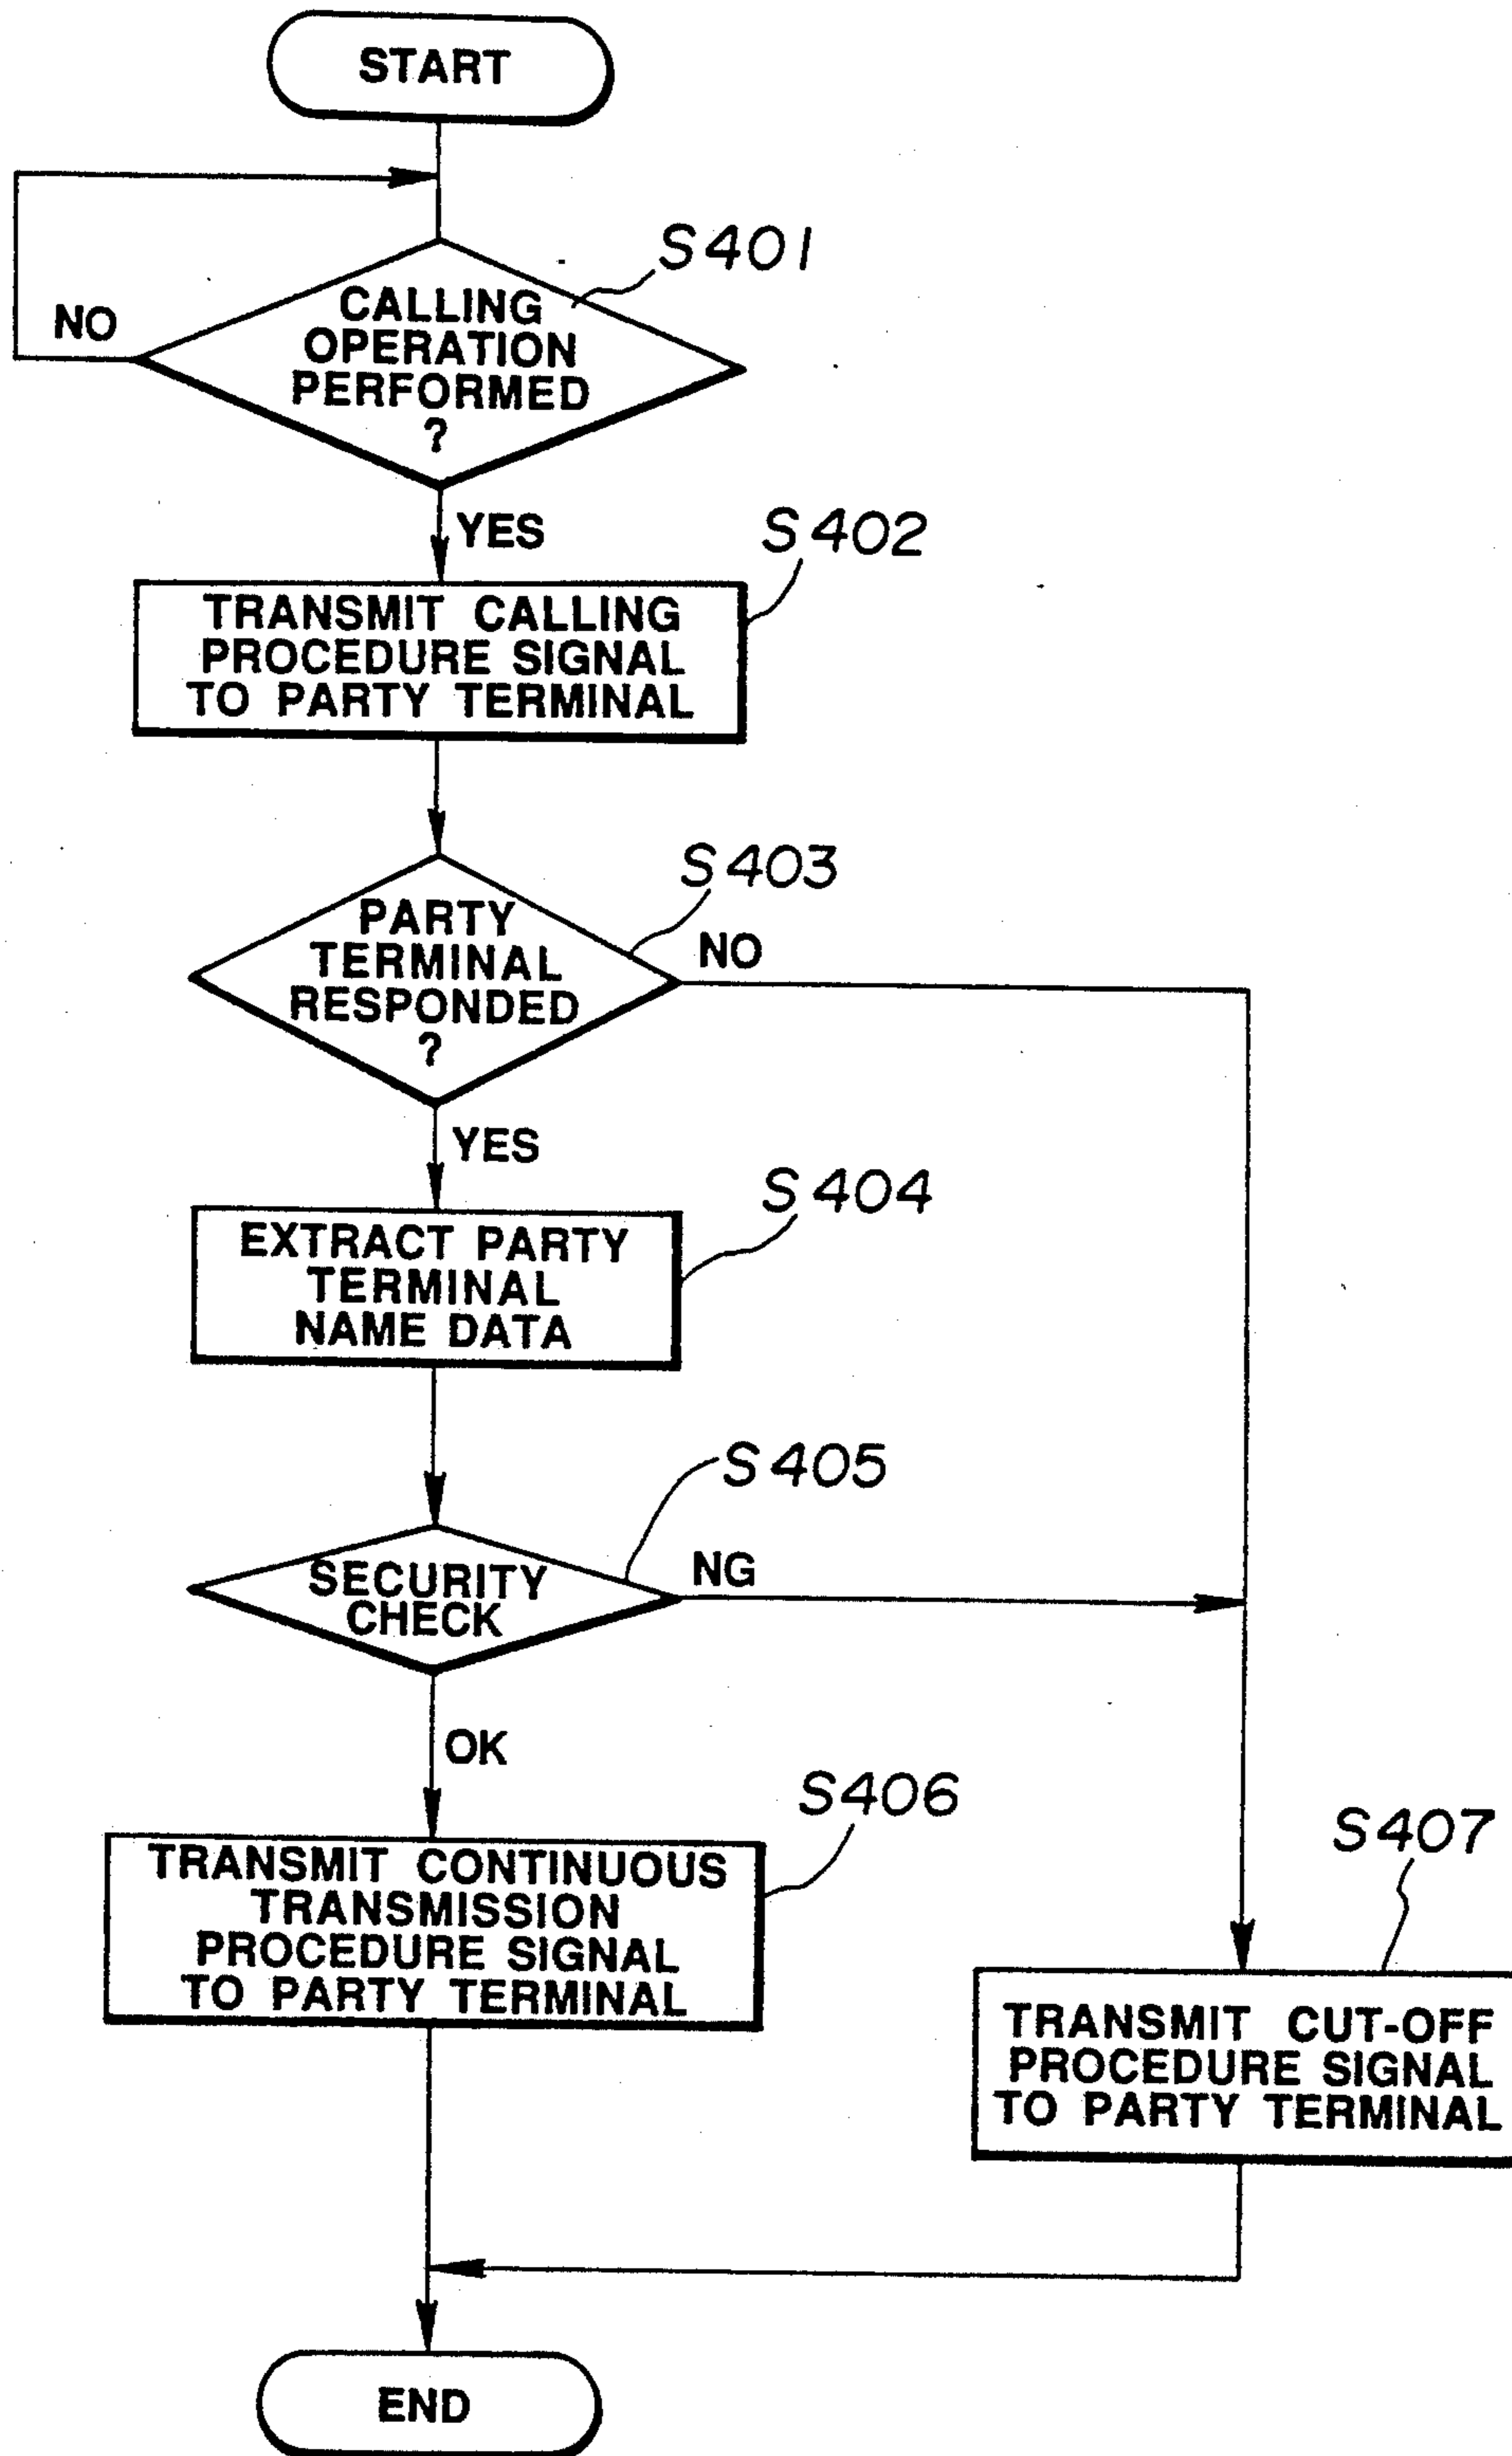 START
S401
CALLING
OPERATION
PERFORMED
?
NO
YES
S402
TRANSMIT CALLING
PROCEDURE SIGNAL
TO PARTY TERMINAL
S403
PARTY
TERMINAL
RESPONDED
?
NO
YES
S404
EXTRACT PARTY
TERMINAL
NAME DATA
S405
SECURITY
CHECK
NG
OK
S406
TRANSMIT CONTINUOUS
TRANSMISSION
PROCEDURE SIGNAL
TO PARTY TERMINAL
S407
TRANSMIT CUT-OFF
PROCEDURE SIGNAL
TO PARTY TERMINAL
END